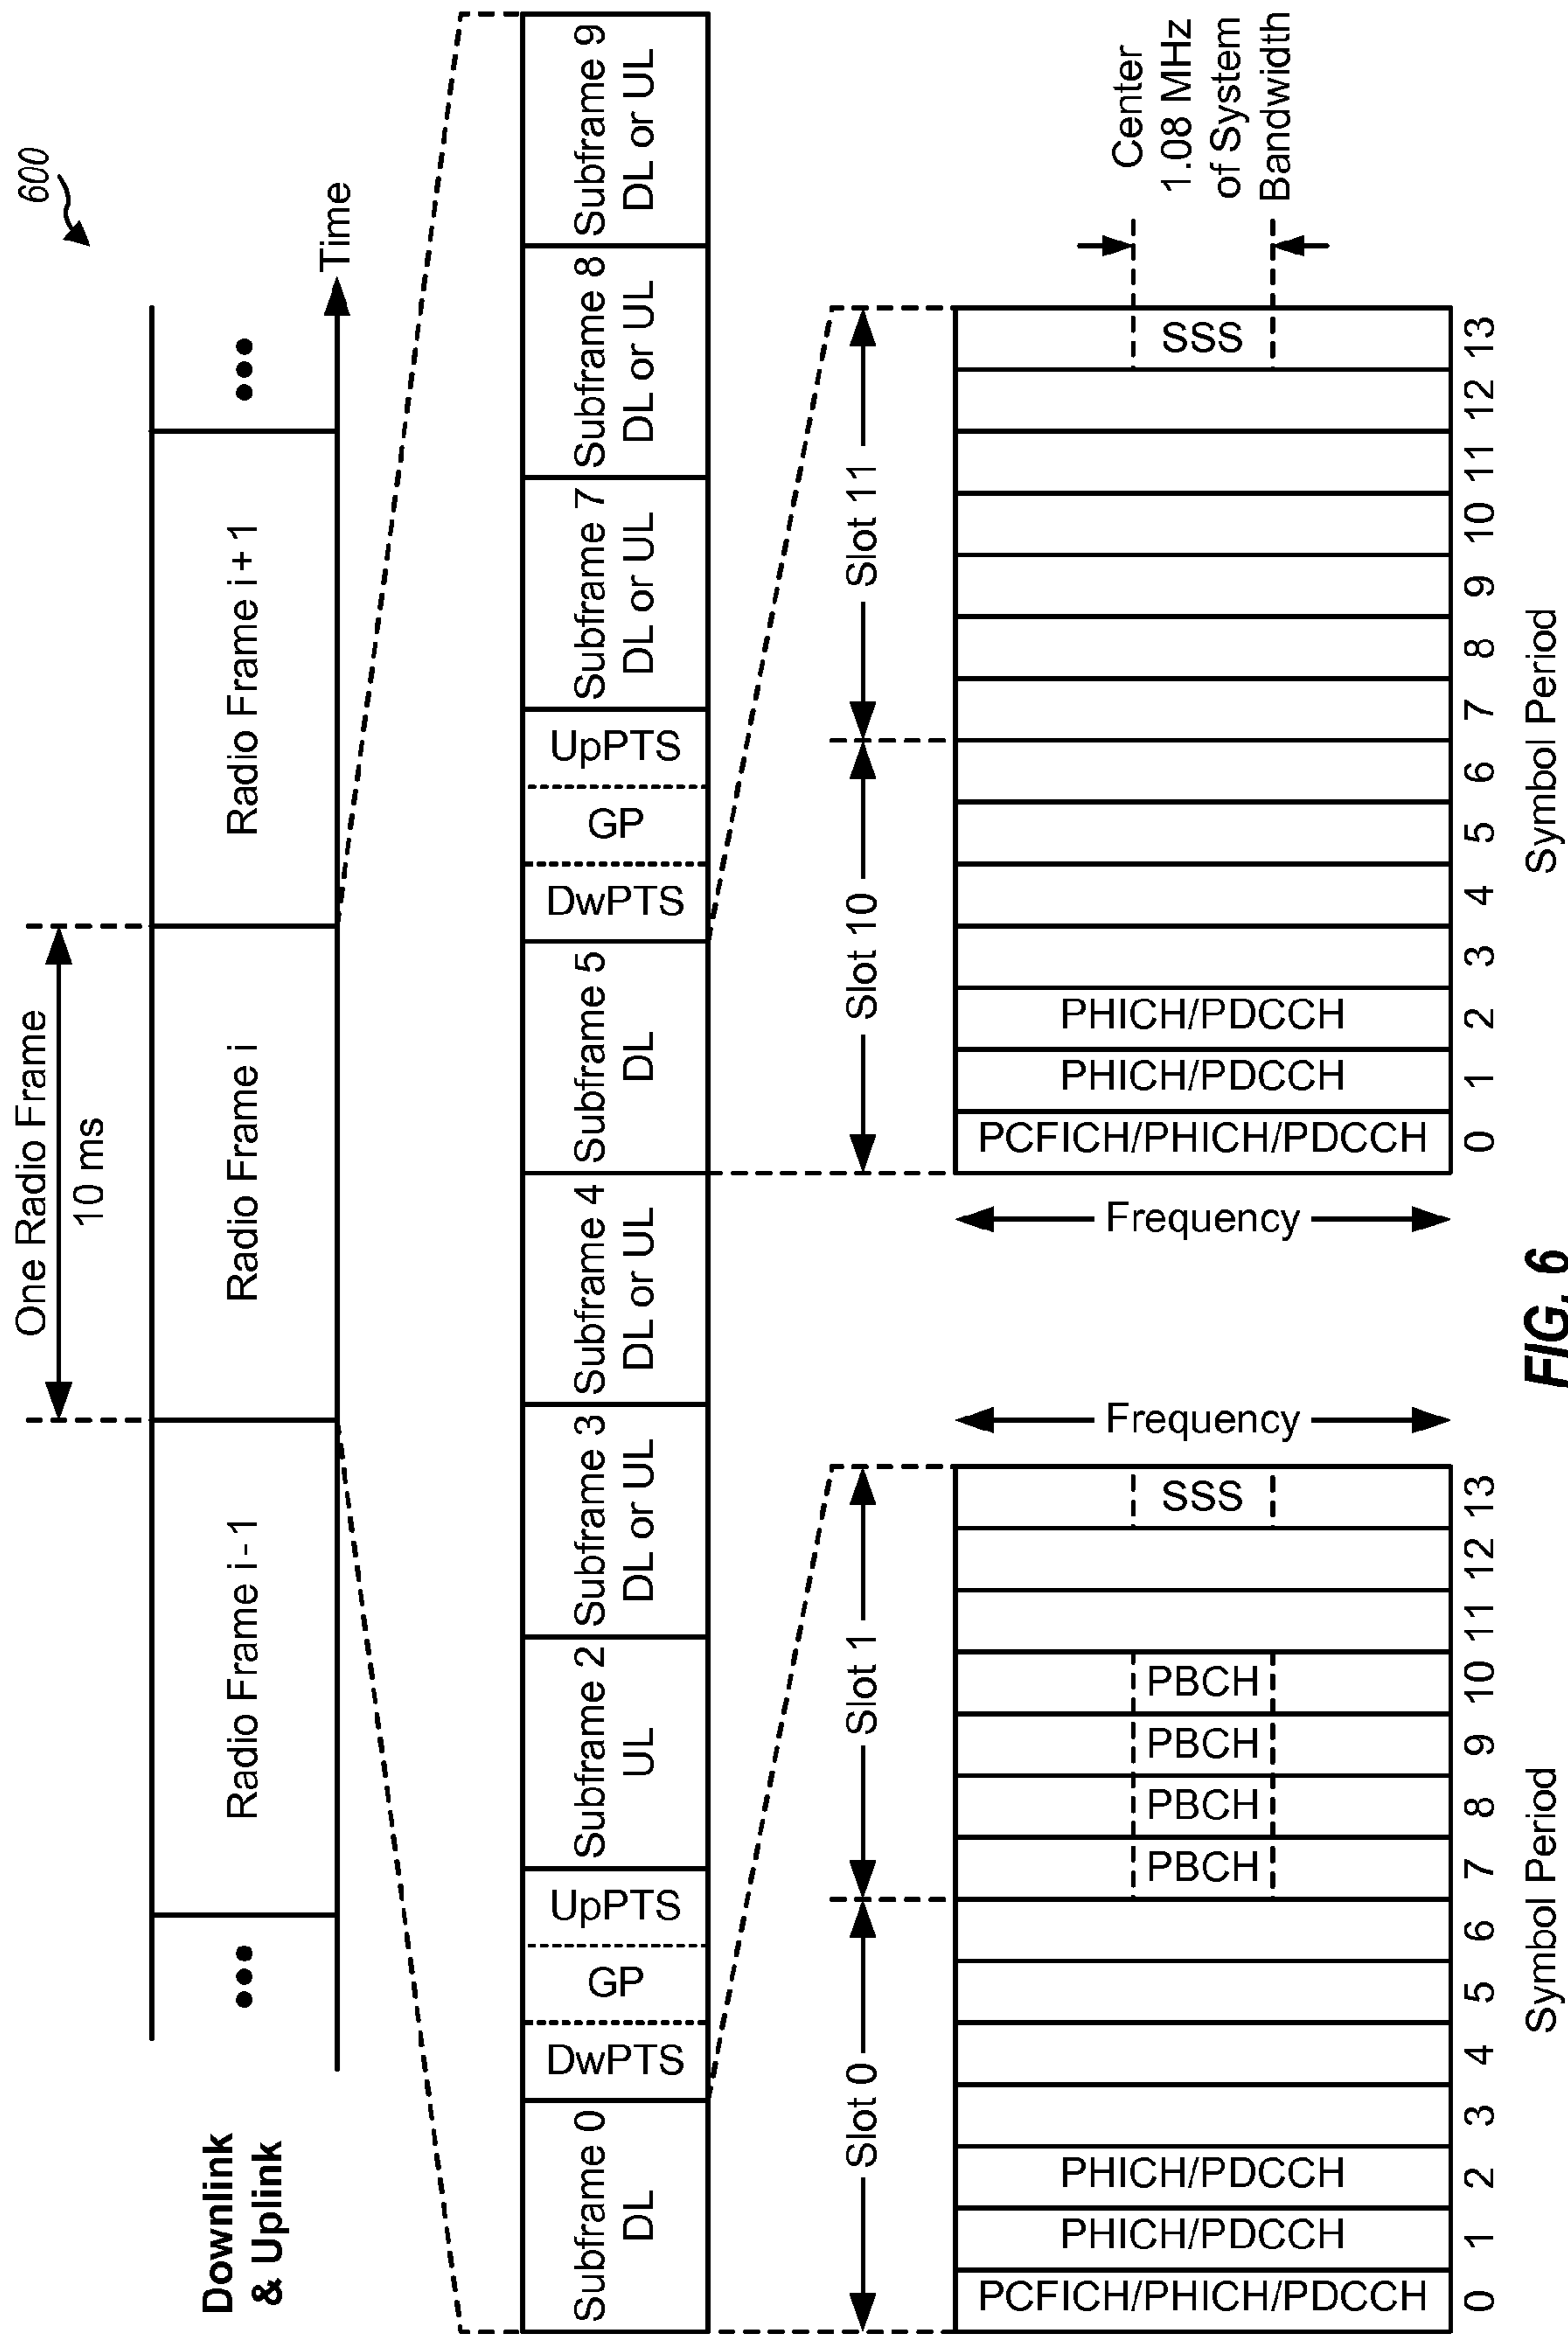 600
One Radio Frame
10 ms
Downlink
& Uplink
•••
Radio Frame i - 1
Radio Frame i
Radio Frame i + 1
•••
Time
Subframe 0
DL
DwPTS
GP
UpPTS
Subframe 2
UL
Subframe 3
DL or UL
Subframe 4
DL or UL
Subframe 5
DL
DwPTS
GP
UpPTS
Subframe 7
DL or UL
Subframe 8
DL or UL
Subframe 9
DL or UL
Slot 0
Slot 1
PCFICH/PHICH/PDCCH
PHICH/PDCCH
PHICH/PDCCH
PBCH
PBCH
PBCH
PBCH
SSS
Frequency
0 1 2 3 4 5 6 7 8 9 10 11 12 13
Symbol Period
Slot 10
Slot 11
Frequency
PCFICH/PHICH/PDCCH
PHICH/PDCCH
PHICH/PDCCH
SSS
Center
1.08 MHz
of System
Bandwidth
0 1 2 3 4 5 6 7 8 9 10 11 12 13
Symbol Period
FIG. 6